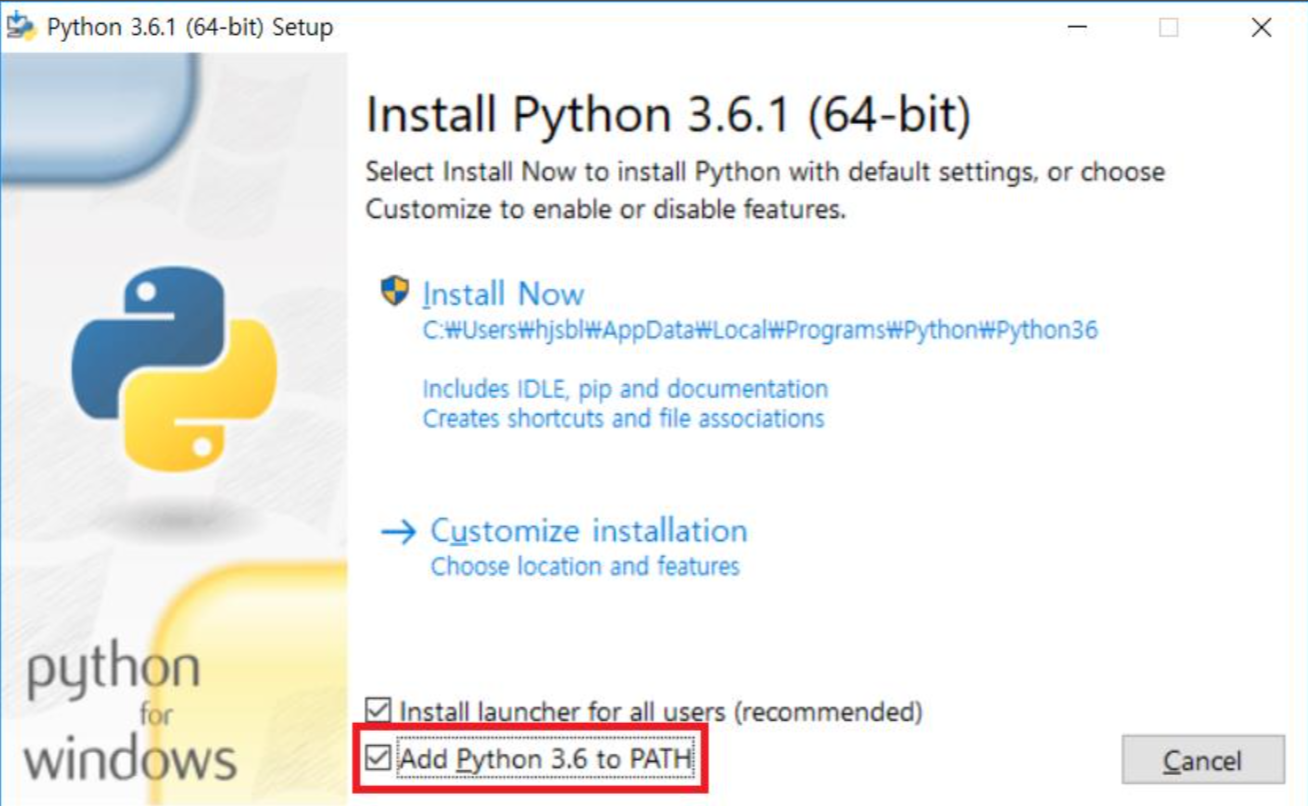 Python 3.6.1 (64-bit) Setup
Install Python 3.6.1 (64-bit)
Select Install Now to install Python with default settings, or choose
Customize to enable or disable features.
Install Now
C:₩Users₩hjsbl₩AppData₩Local₩Programs₩Python₩Python36
Includes IDLE, pip and documentation
Creates shortcuts and file associations
Customize installation
Choose location and features
python
for
windows
Install launcher for all users (recommended)
Add Python 3.6 to PATH
Cancel